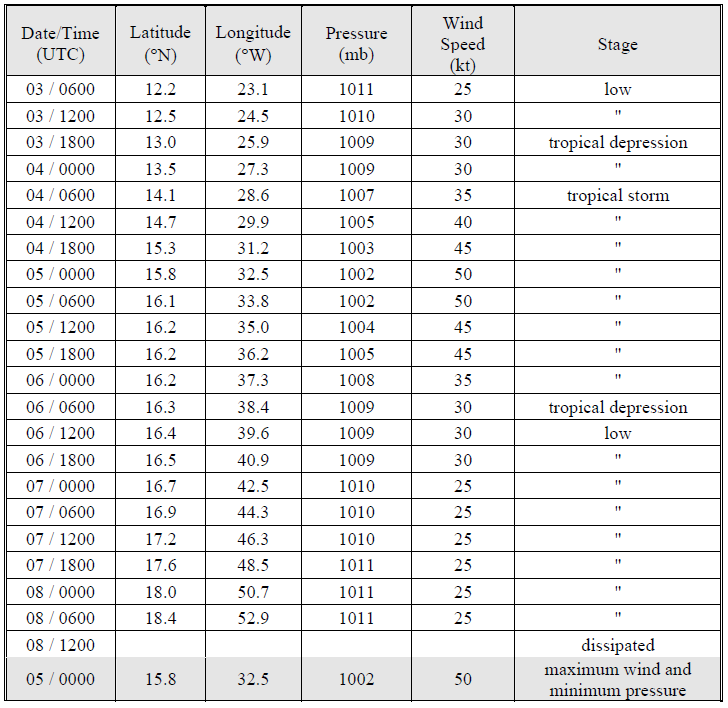 Date/Time (UTC) Latitude (°N) Longitude (°W) Pressure (mb) Wind Speed (kt) Stage
03 / 0600 12.2 23.1 1011 25 low
03 / 1200 12.5 24.5 1010 30 "
03 / 1800 13.0 25.9 1009 30 tropical depression
04 / 0000 13.5 27.3 1009 30 "
04 / 0600 14.1 28.6 1007 35 tropical storm
04 / 1200 14.7 29.9 1005 40 "
04 / 1800 15.3 31.2 1003 45 "
05 / 0000 15.8 32.5 1002 50 "
05 / 0600 16.1 33.8 1002 50 "
05 / 1200 16.2 35.0 1004 45 "
05 / 1800 16.2 36.2 1005 45 "
06 / 0000 16.2 37.3 1008 35 "
06 / 0600 16.3 38.4 1009 30 tropical depression
06 / 1200 16.4 39.6 1009 30 low
06 / 1800 16.5 40.9 1009 30 "
07 / 0000 16.7 42.5 1010 25 "
07 / 0600 16.9 44.3 1010 25 "
07 / 1200 17.2 46.3 1010 25 "
07 / 1800 17.6 48.5 1011 25 "
08 / 0000 18.0 50.7 1011 25 "
08 / 0600 18.4 52.9 1011 25 "
08 / 1200 dissipated
05 / 0000 15.8 32.5 1002 50 maximum wind and minimum pressure